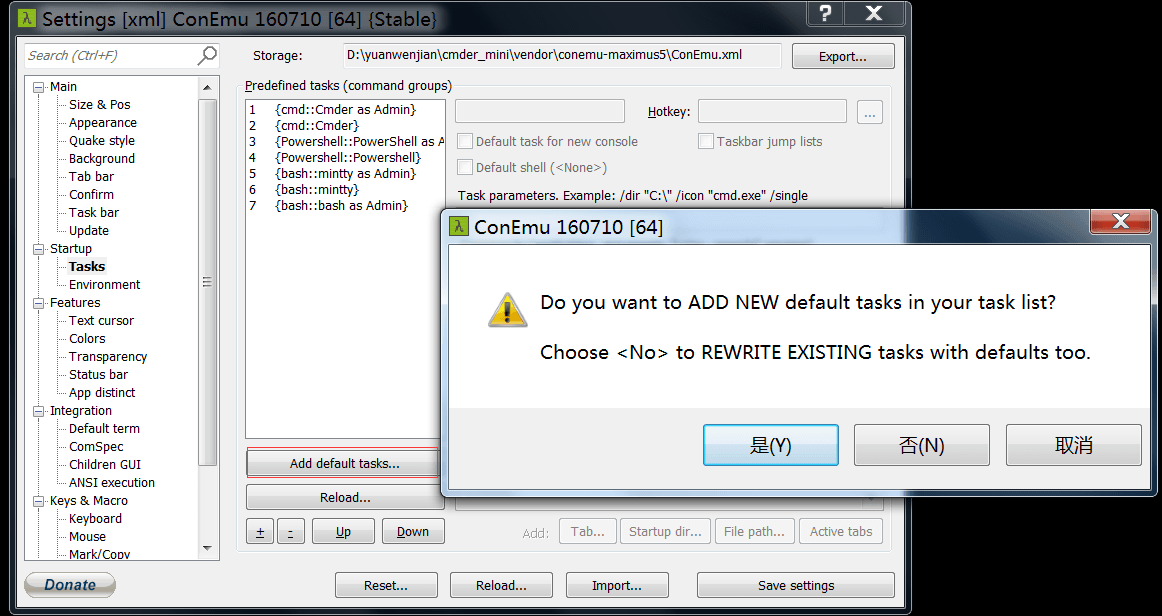 Settings [xml] ConEmu 160710 [64] {Stable}
?
X
Search (Ctrl+F)
Storage:
D:\yuanwenjian\cmder_mini\vendor\conemu-maximus5\ConEmu.xml
Export...
Main
Size & Pos
Appearance
Quake style
Background
Tab bar
Confirm
Task bar
Update
Startup
Tasks
Environment
Features
Text cursor
Colors
Transparency
Status bar
App distinct
Integration
Default term
ComSpec
Children GUI
ANSI execution
Keys & Macro
Keyboard
Mouse
Mark/Copy
Predefined tasks (command groups)
1 {cmd::Cmder as Admin}
2 {cmd::Cmder}
3 {Powershell::PowerShell as A
4 {Powershell::Powershell}
5 {bash::mintty as Admin}
6 {bash::mintty}
7 {bash::bash as Admin}
Hotkey:
...
Default task for new console
Taskbar jump lists
Default shell (<None>)
Task parameters. Example: /dir "C:\" /icon "cmd.exe" /single
ConEmu 160710 [64]
X
Do you want to ADD NEW default tasks in your task list?
Choose <No> to REWRITE EXISTING tasks with defaults too.
是(Y)
否(N)
取消
Add default tasks...
Reload...
+
-
Up
Down
Add:
Tab...
Startup dir...
File path...
Active tabs
Donate
Reset...
Reload...
Import...
Save settings